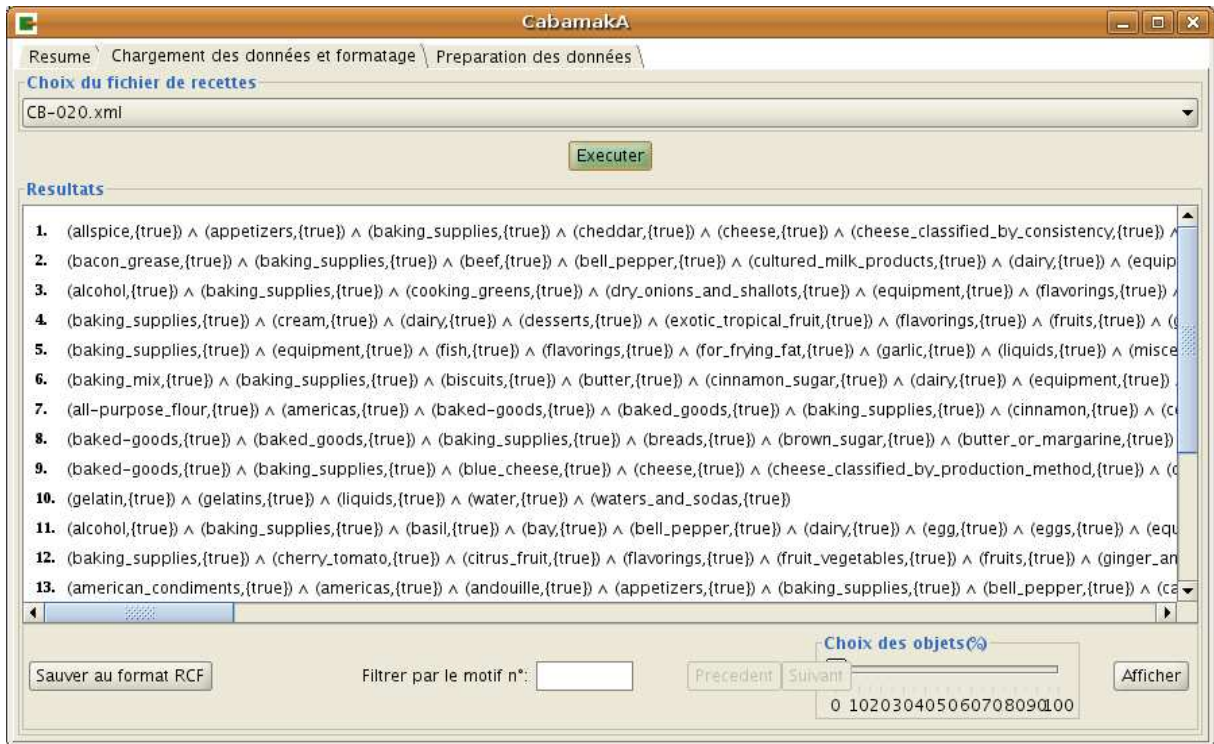 CabamakA
Resume Chargement des données et formatage Preparation des données
Choix du fichier de recettes
CB-020.xml
Executer
Resultats
1. (allspice,{true}) ∧ (appetizers,{true}) ∧ (baking_supplies,{true}) ∧ (cheddar,{true}) ∧ (cheese,{true}) ∧ (cheese_classified_by_consistency,{true}) ∧
2. (bacon_grease,{true}) ∧ (baking_supplies,{true}) ∧ (beef,{true}) ∧ (bell_pepper,{true}) ∧ (cultured_milk_products,{true}) ∧ (dairy,{true}) ∧ (equip
3. (alcohol,{true}) ∧ (baking_supplies,{true}) ∧ (cooking_greens,{true}) ∧ (dry_onions_and_shallots,{true}) ∧ (equipment,{true}) ∧ (flavorings,{true}) ∧
4. (baking_supplies,{true}) ∧ (cream,{true}) ∧ (dairy,{true}) ∧ (desserts,{true}) ∧ (exotic_tropical_fruit,{true}) ∧ (flavorings,{true}) ∧ (fruits,{true}) ∧ (g
5. (baking_supplies,{true}) ∧ (equipment,{true}) ∧ (fish,{true}) ∧ (flavorings,{true}) ∧ (for_frying_fat,{true}) ∧ (garlic,{true}) ∧ (liquids,{true}) ∧ (misce
6. (baking_mix,{true}) ∧ (baking_supplies,{true}) ∧ (biscuits,{true}) ∧ (butter,{true}) ∧ (cinnamon_sugar,{true}) ∧ (dairy,{true}) ∧ (equipment,{true}) ∧
7. (all-purpose_flour,{true}) ∧ (americas,{true}) ∧ (baked-goods,{true}) ∧ (baked_goods,{true}) ∧ (baking_supplies,{true}) ∧ (cinnamon,{true}) ∧ (c
8. (baked-goods,{true}) ∧ (baked_goods,{true}) ∧ (baking_supplies,{true}) ∧ (breads,{true}) ∧ (brown_sugar,{true}) ∧ (butter_or_margarine,{true})
9. (baked-goods,{true}) ∧ (baking_supplies,{true}) ∧ (blue_cheese,{true}) ∧ (cheese,{true}) ∧ (cheese_classified_by_production_method,{true}) ∧ (
10. (gelatin,{true}) ∧ (gelatins,{true}) ∧ (liquids,{true}) ∧ (water,{true}) ∧ (waters_and_sodas,{true})
11. (alcohol,{true}) ∧ (baking_supplies,{true}) ∧ (basil,{true}) ∧ (bay,{true}) ∧ (bell_pepper,{true}) ∧ (dairy,{true}) ∧ (egg,{true}) ∧ (eggs,{true}) ∧ (equ
12. (baking_supplies,{true}) ∧ (cherry_tomato,{true}) ∧ (citrus_fruit,{true}) ∧ (flavorings,{true}) ∧ (fruit_vegetables,{true}) ∧ (fruits,{true}) ∧ (ginger_an
13. (american_condiments,{true}) ∧ (americas,{true}) ∧ (andouille,{true}) ∧ (appetizers,{true}) ∧ (baking_supplies,{true}) ∧ (bell_pepper,{true}) ∧ (ca
Choix des objets(%)
Sauver au format RCF Filtrer par le motif n°: Precedent Suivant Afficher
0 102030405060708090100